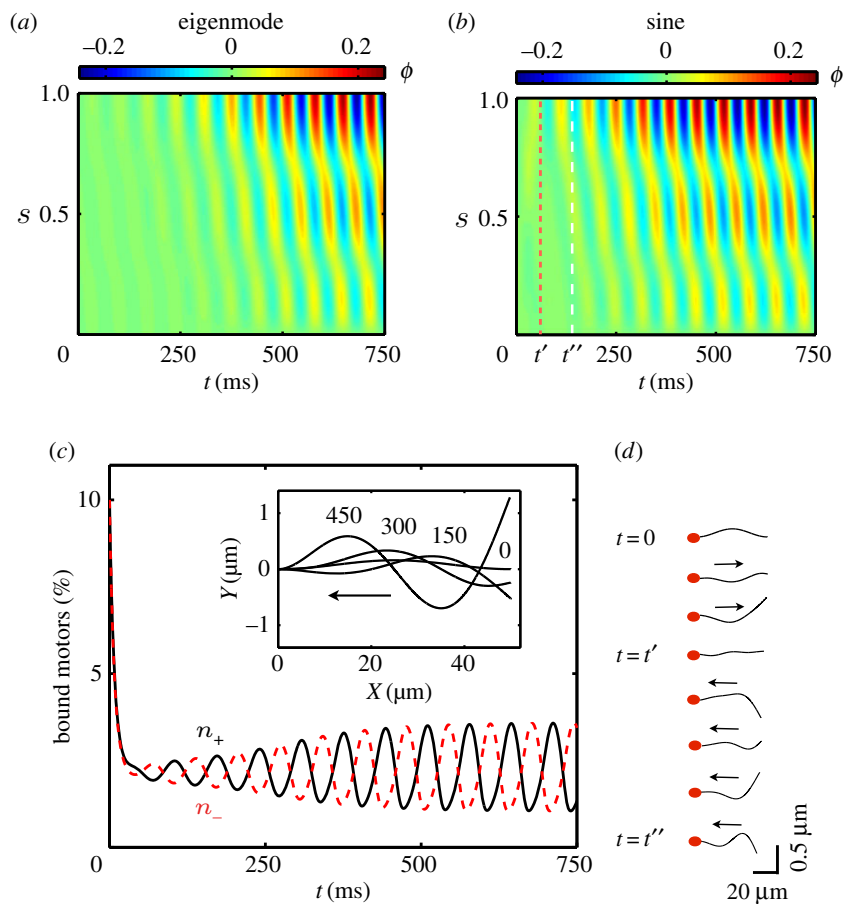 (a) eigenmode
−0.2 0 0.2
ϕ
1.0
s 0.5
0 250 500 750
t (ms)
(b) sine
−0.2 0 0.2
ϕ
1.0
s 0.5
0 t′ t″ 250 500 750
t (ms)
(c)
10
5
0 250 500 750
bound motors (%)
t (ms)
n₊
n₋
1
0
−1
Y (μm)
450 300 150 0
0 20 40
X (μm)
(d)
t = 0
t = t′
t = t″
0.5 μm
20 μm